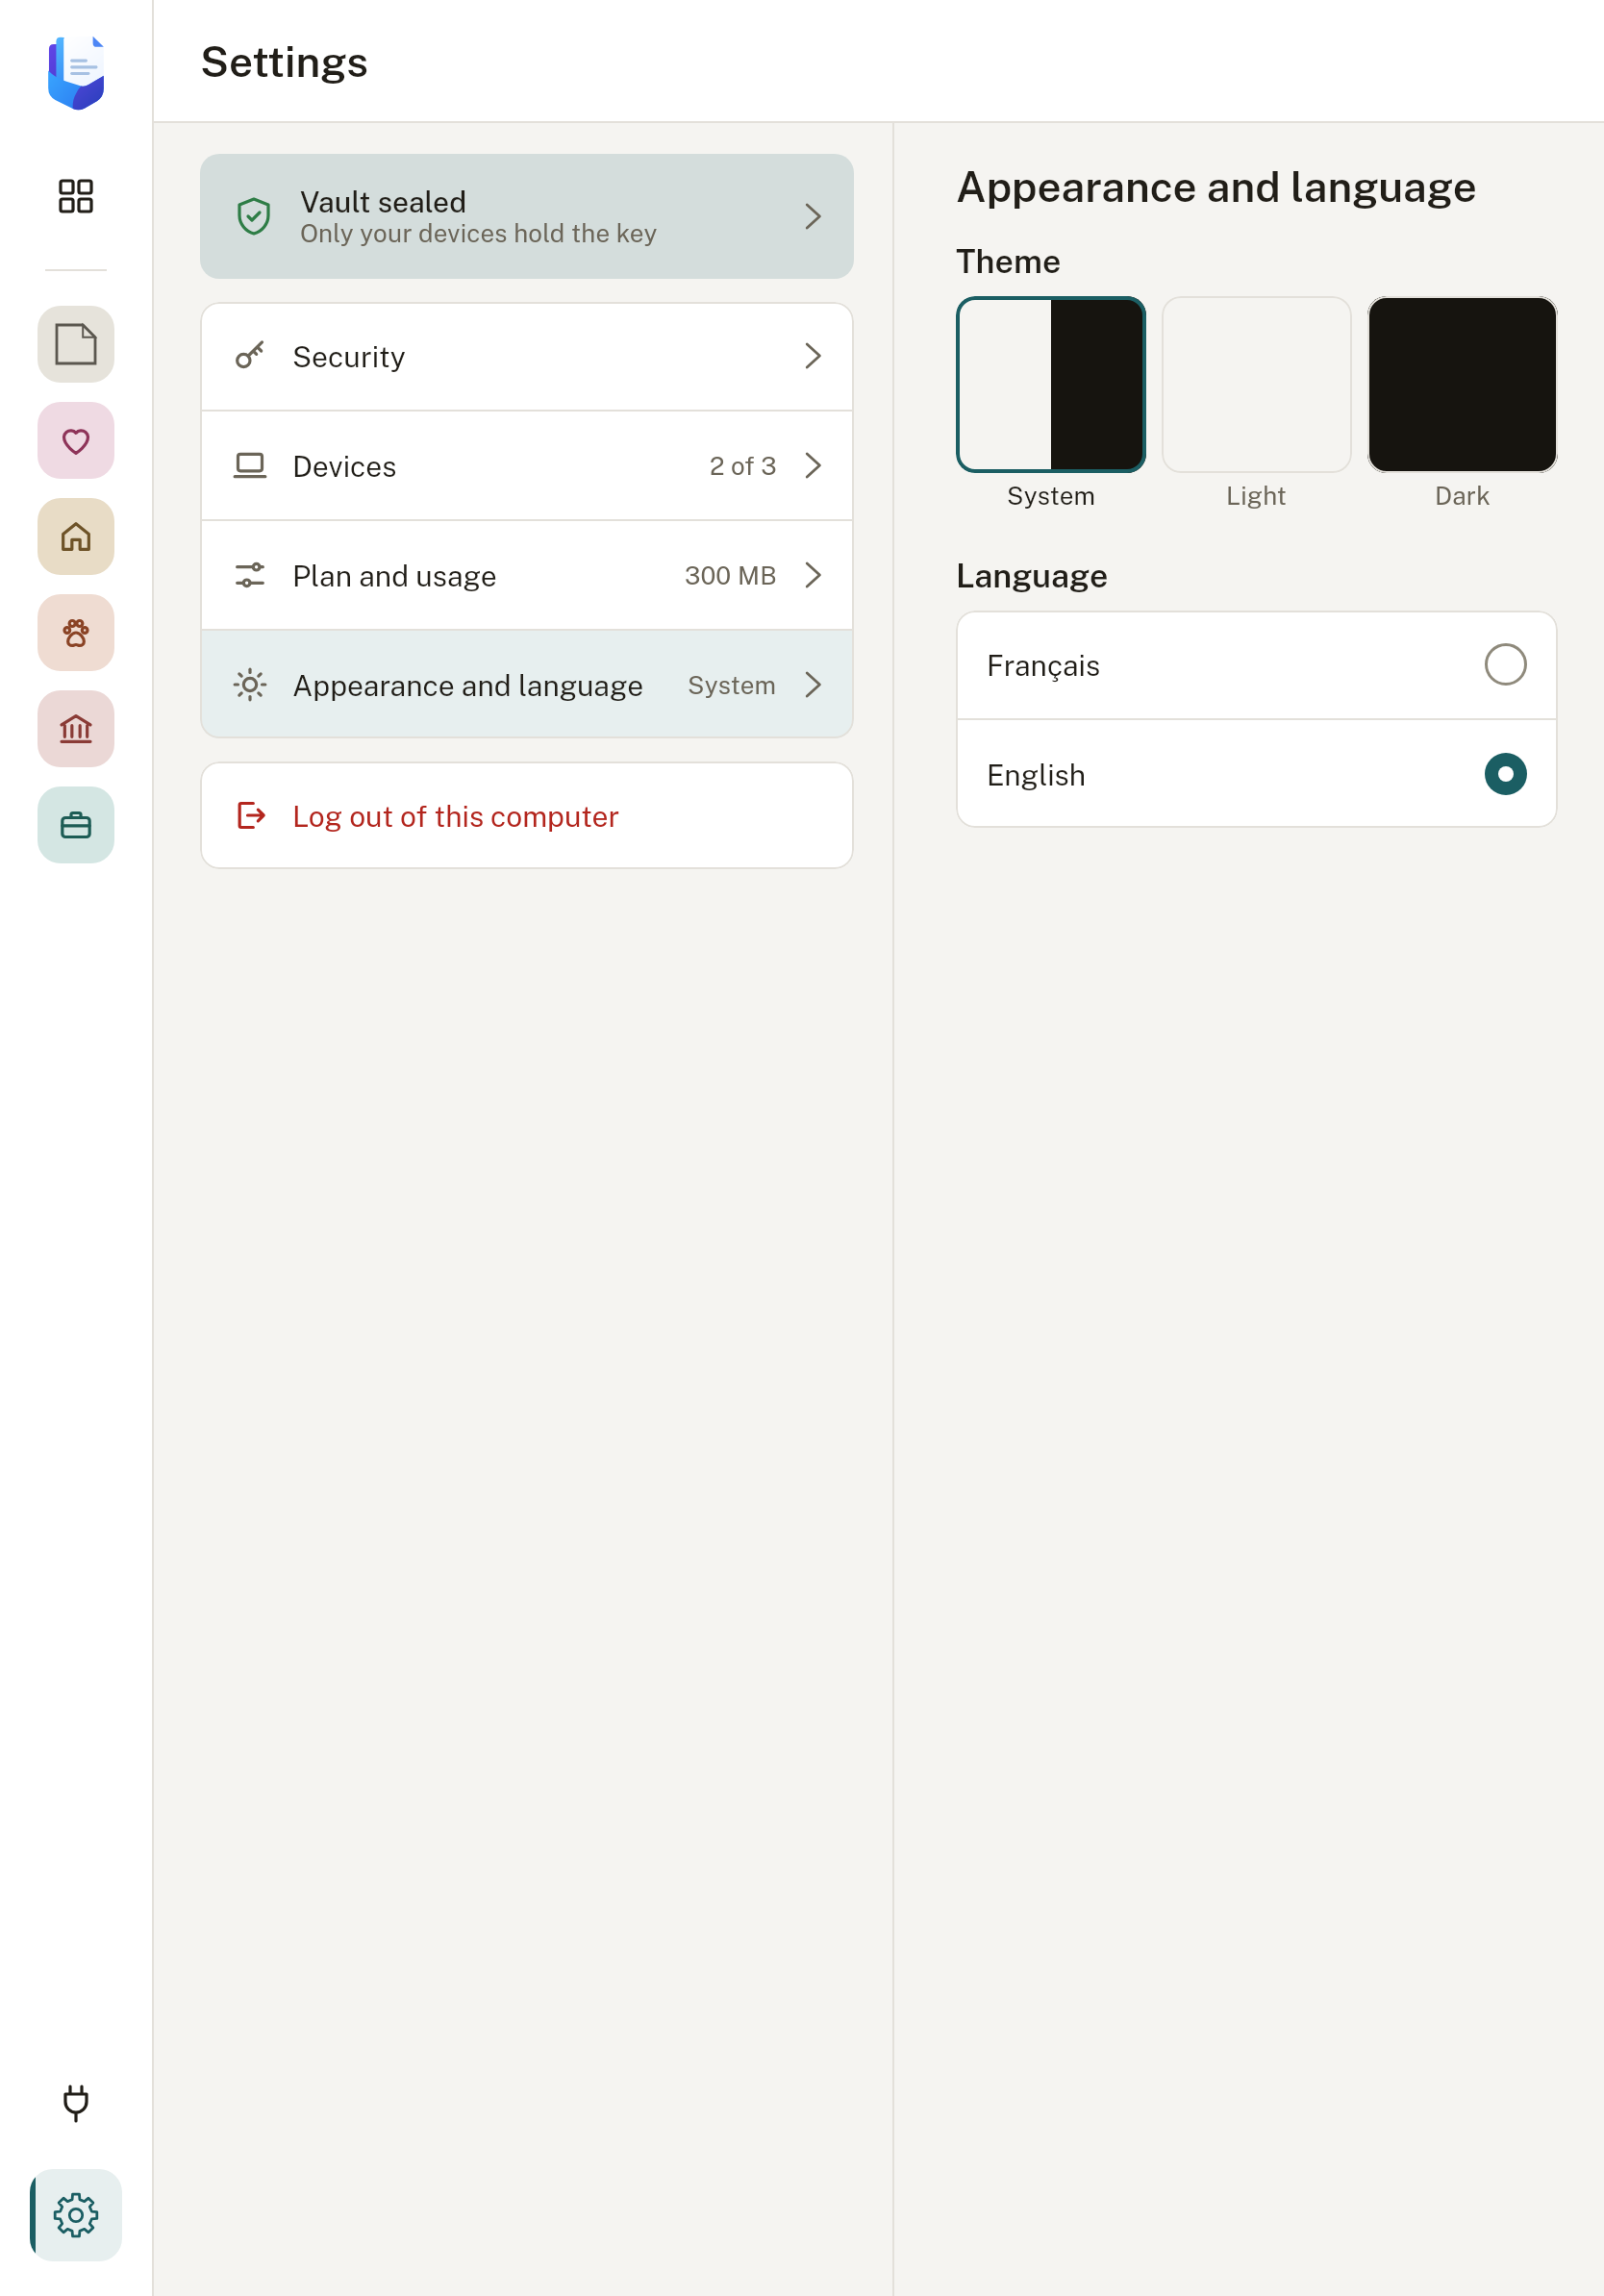 Settings
Vault sealed
Only your devices hold the key
Security
Devices
2 of 3
Plan and usage
300 MB
Appearance and language
System
Log out of this computer
Appearance and language
Theme
System
Light
Dark
Language
Français
English